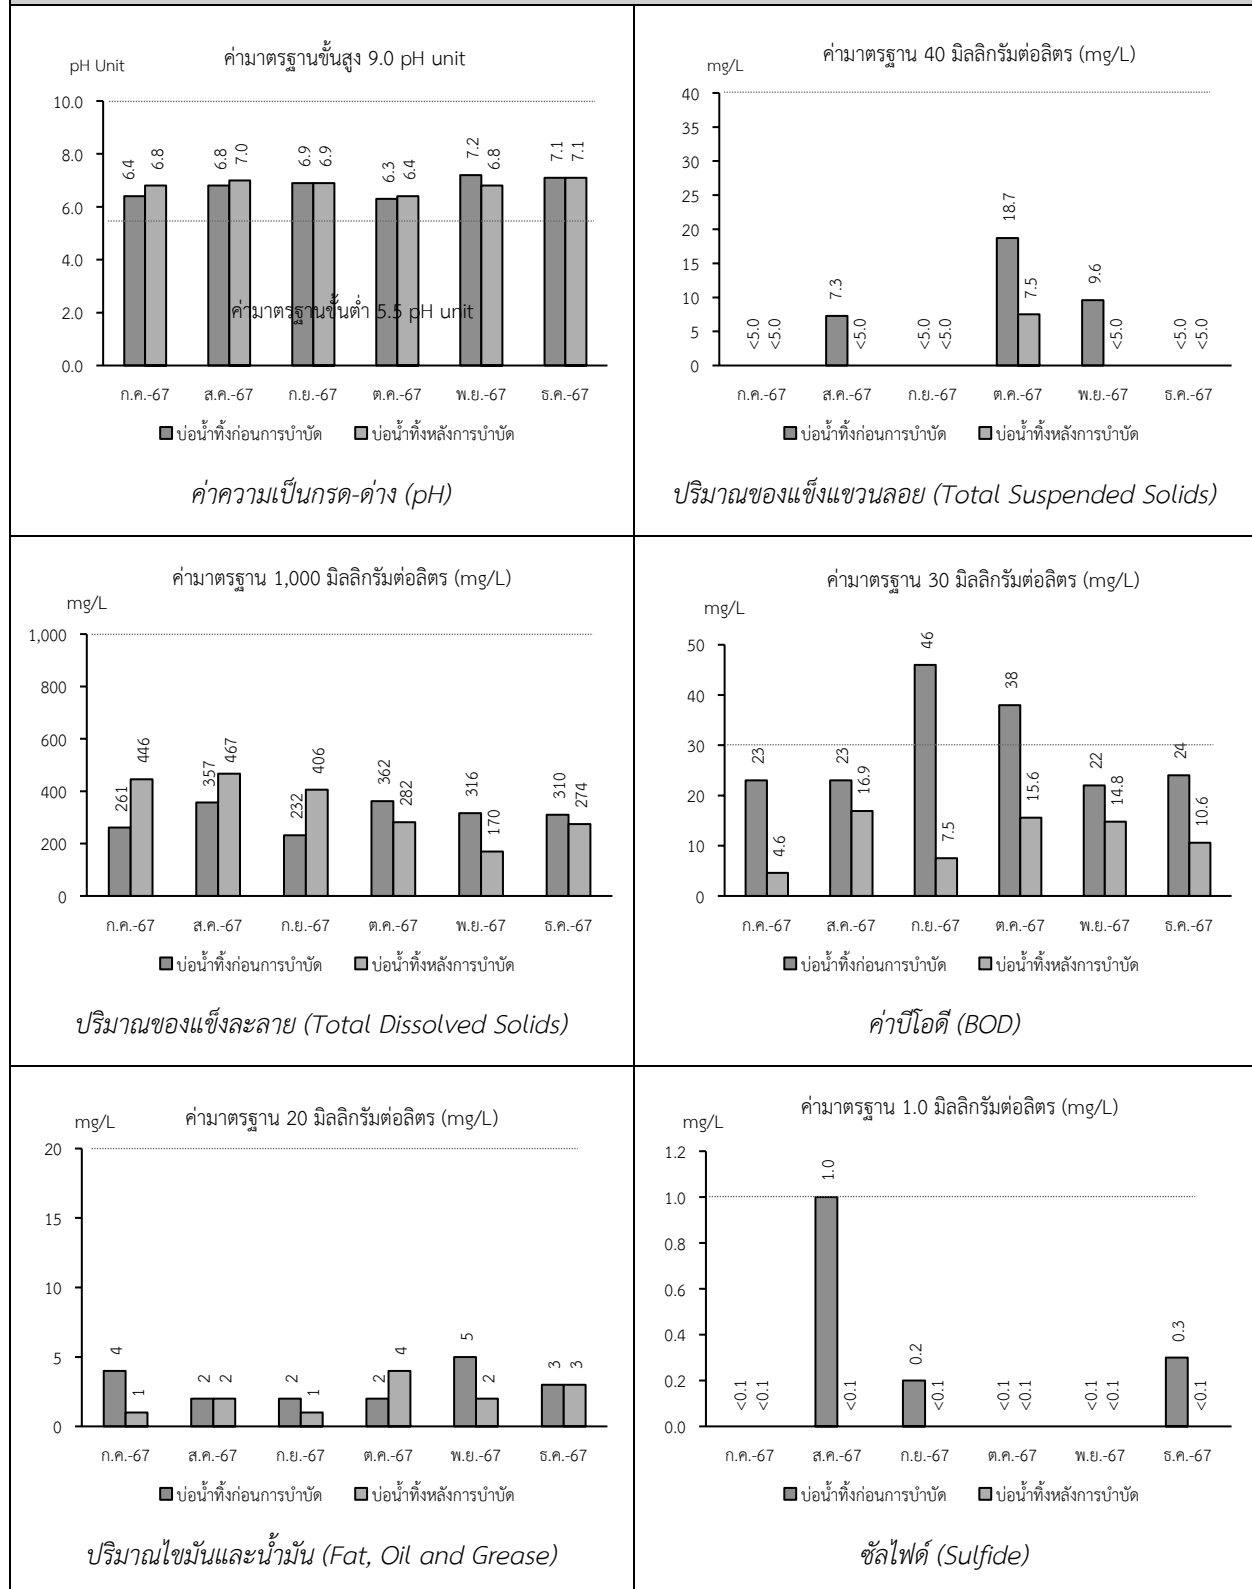 ค่ามาตรฐานขั้นสูง 9.0 pH unit
pH Unit
10.0
8.0
6.0
4.0
2.0
0.0
6.4 6.8 6.8 7.0 6.9 6.9 6.3 6.4 7.2 6.8 7.1 7.1
ค่ามาตรฐานขั้นต่ำ 5.5 pH unit
ก.ค.-67 ส.ค.-67 ก.ย.-67 ต.ค.-67 พ.ย.-67 ธ.ค.-67
บ่อน้ำทิ้งก่อนการบำบัด บ่อน้ำทิ้งหลังการบำบัด
ค่าความเป็นกรด-ด่าง (pH)
ค่ามาตรฐาน 40 มิลลิกรัมต่อลิตร (mg/L)
mg/L
40
35
30
25
20
15
10
5
0
<5.0 <5.0 7.3 <5.0 <5.0 <5.0 18.7 7.5 9.6 <5.0 <5.0 <5.0
ก.ค.-67 ส.ค.-67 ก.ย.-67 ต.ค.-67 พ.ย.-67 ธ.ค.-67
บ่อน้ำทิ้งก่อนการบำบัด บ่อน้ำทิ้งหลังการบำบัด
ปริมาณของแข็งแขวนลอย (Total Suspended Solids)
ค่ามาตรฐาน 1,000 มิลลิกรัมต่อลิตร (mg/L)
mg/L
1,000
800
600
400
200
0
261 446 357 467 232 406 362 282 316 170 310 274
ก.ค.-67 ส.ค.-67 ก.ย.-67 ต.ค.-67 พ.ย.-67 ธ.ค.-67
บ่อน้ำทิ้งก่อนการบำบัด บ่อน้ำทิ้งหลังการบำบัด
ปริมาณของแข็งละลาย (Total Dissolved Solids)
ค่ามาตรฐาน 30 มิลลิกรัมต่อลิตร (mg/L)
mg/L
50
40
30
20
10
0
23 4.6 23 16.9 46 7.5 38 15.6 22 14.8 24 10.6
ก.ค.-67 ส.ค.-67 ก.ย.-67 ต.ค.-67 พ.ย.-67 ธ.ค.-67
บ่อน้ำทิ้งก่อนการบำบัด บ่อน้ำทิ้งหลังการบำบัด
ค่าบีโอดี (BOD)
ค่ามาตรฐาน 20 มิลลิกรัมต่อลิตร (mg/L)
mg/L
20
15
10
5
0
4 1 2 2 2 1 2 4 5 2 3 3
ก.ค.-67 ส.ค.-67 ก.ย.-67 ต.ค.-67 พ.ย.-67 ธ.ค.-67
บ่อน้ำทิ้งก่อนการบำบัด บ่อน้ำทิ้งหลังการบำบัด
ปริมาณไขมันและน้ำมัน (Fat, Oil and Grease)
ค่ามาตรฐาน 1.0 มิลลิกรัมต่อลิตร (mg/L)
mg/L
1.2
1.0
0.8
0.6
0.4
0.2
0.0
<0.1 <0.1 1.0 <0.1 0.2 <0.1 <0.1 <0.1 <0.1 <0.1 0.3 <0.1
ก.ค.-67 ส.ค.-67 ก.ย.-67 ต.ค.-67 พ.ย.-67 ธ.ค.-67
บ่อน้ำทิ้งก่อนการบำบัด บ่อน้ำทิ้งหลังการบำบัด
ซัลไฟด์ (Sulfide)